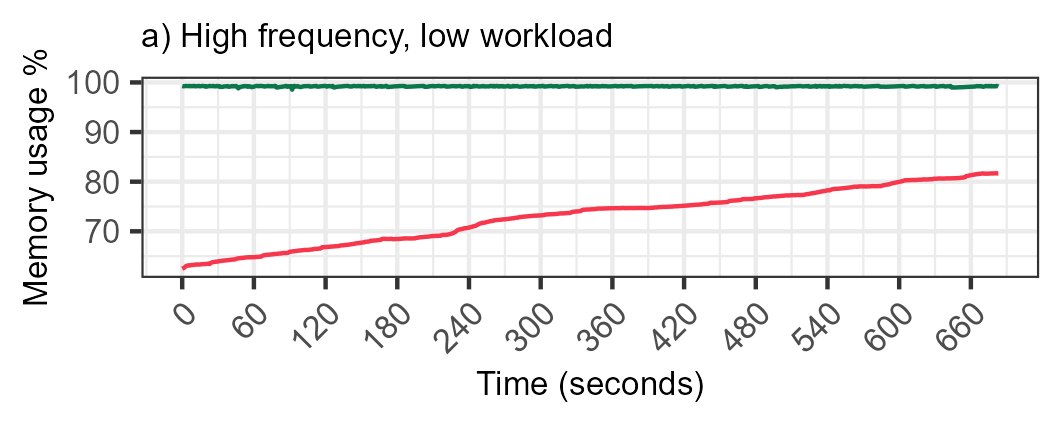 a) High frequency, low workload
Memory usage %
100
90
80
70
0 60 120 180 240 300 360 420 480 540 600 660
Time (seconds)